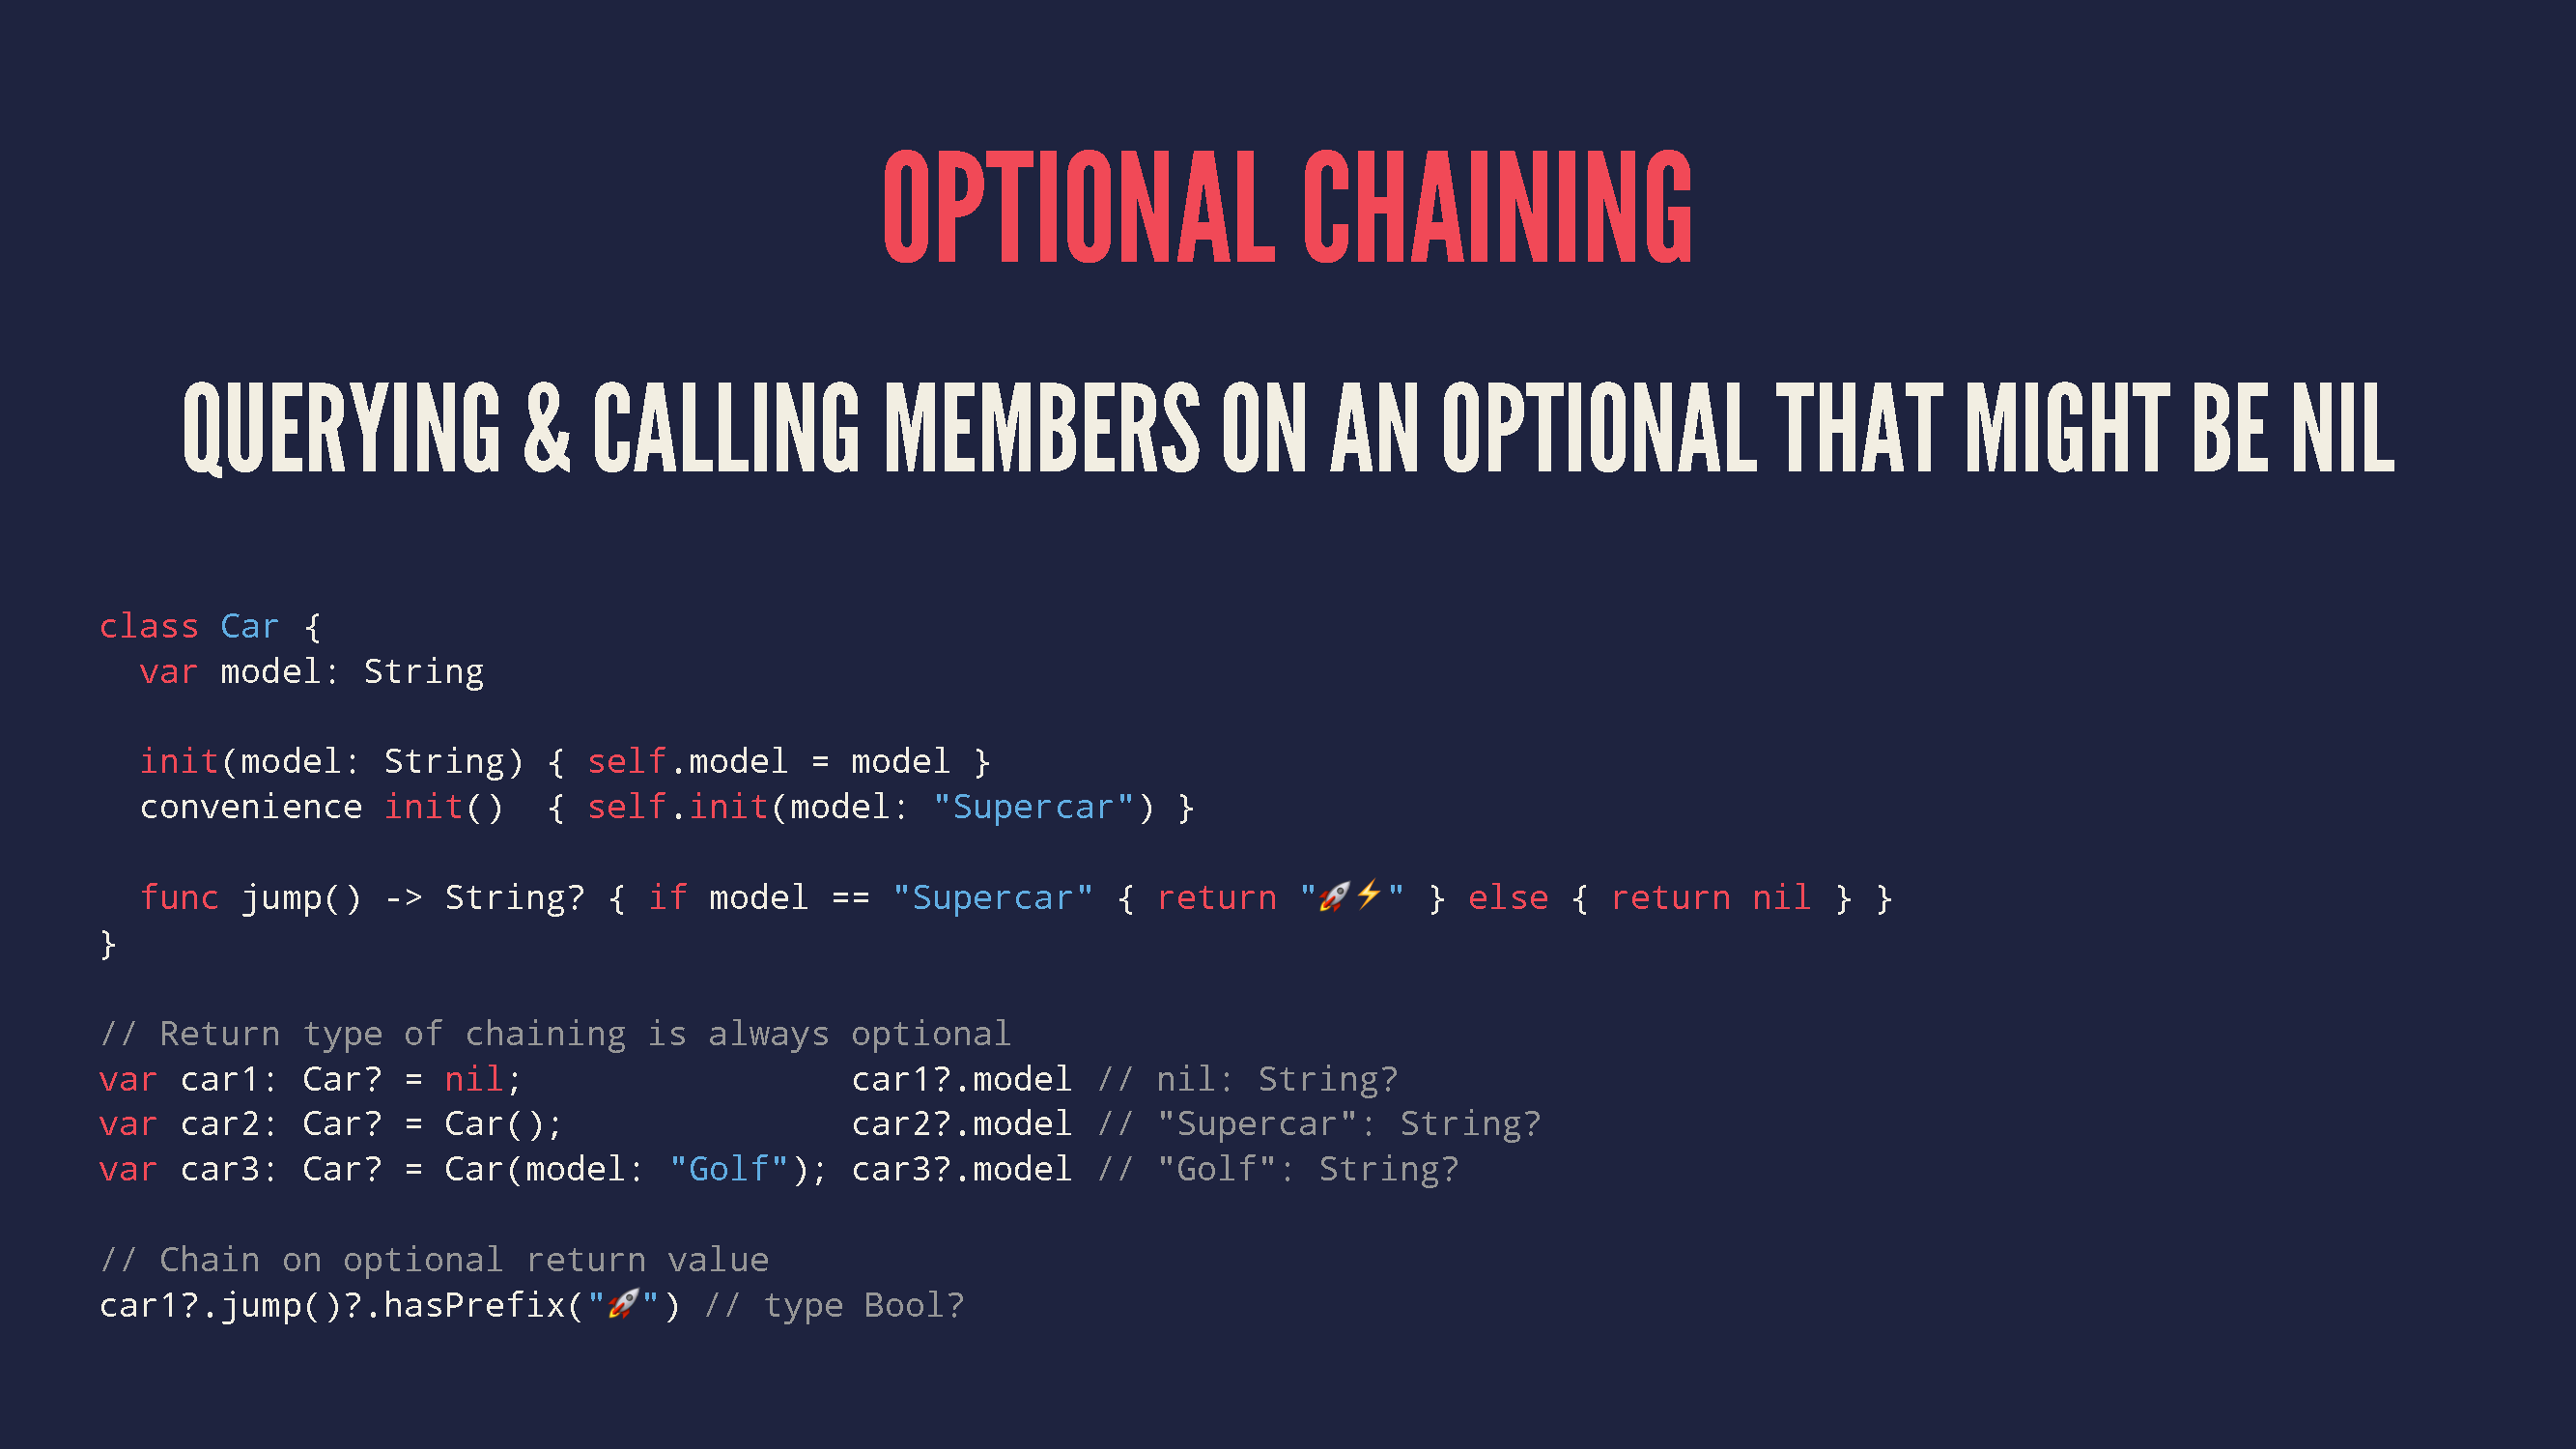 OPTIONAL CHAINING
QUERYING & CALLING MEMBERS ON AN OPTIONAL THAT MIGHT BE NIL
class Car {
  var model: String
  init(model: String) { self.model = model }
  convenience init()  { self.init(model: "Supercar") }
  func jump() -> String? { if model == "Supercar" { return "🚀⚡️" } else { return nil } }
}
// Return type of chaining is always optional
var car1: Car? = nil;                car1?.model // nil: String?
var car2: Car? = Car();              car2?.model // "Supercar": String?
var car3: Car? = Car(model: "Golf"); car3?.model // "Golf": String?
// Chain on optional return value
car1?.jump()?.hasPrefix("🚀") // type Bool?